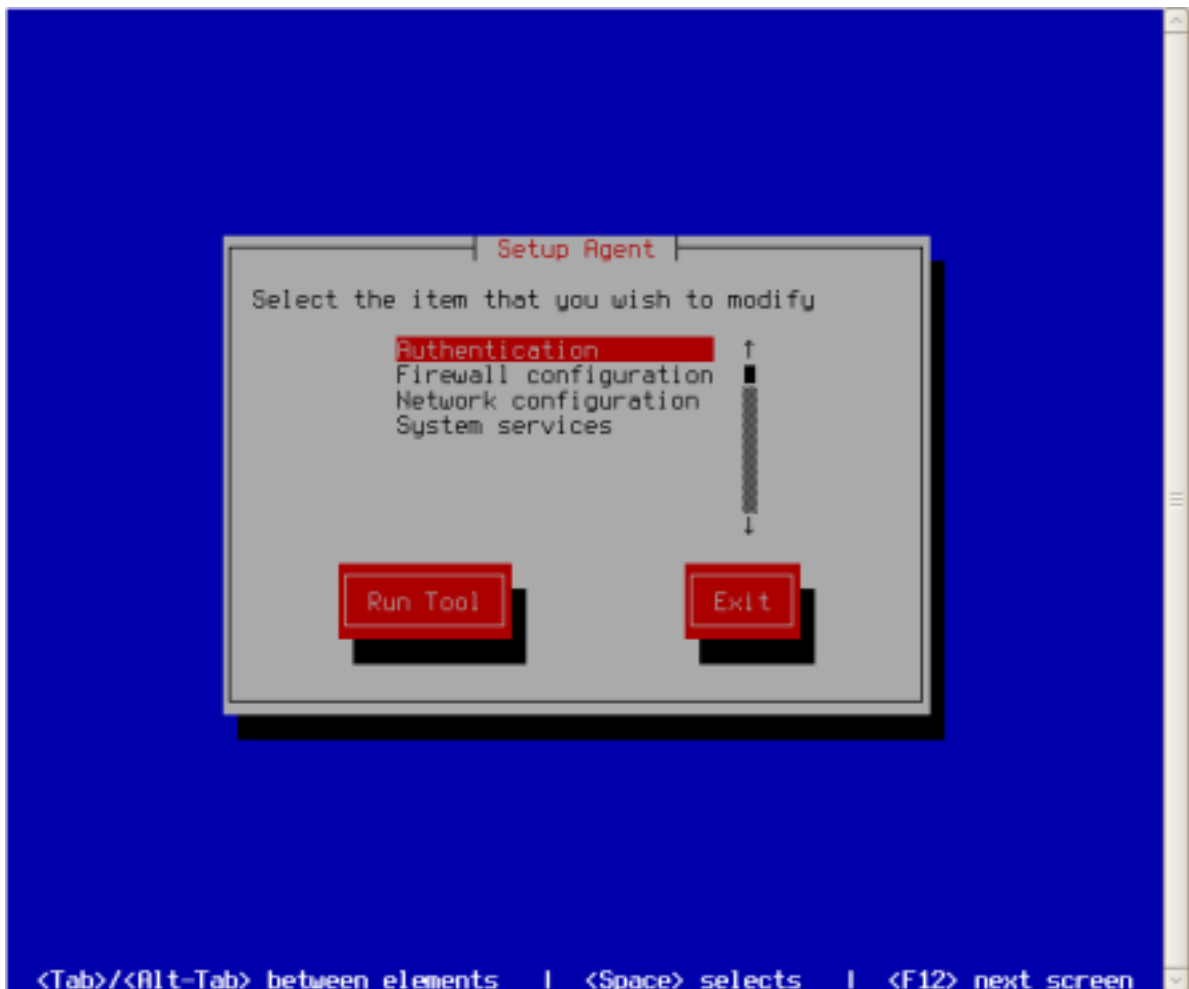 Setup Agent
Select the item that you wish to modify
Authentication
Firewall configuration
Network configuration
System services
Run Tool
Exit
<Tab>/<Alt-Tab> between elements | <Space> selects | <F12> next screen